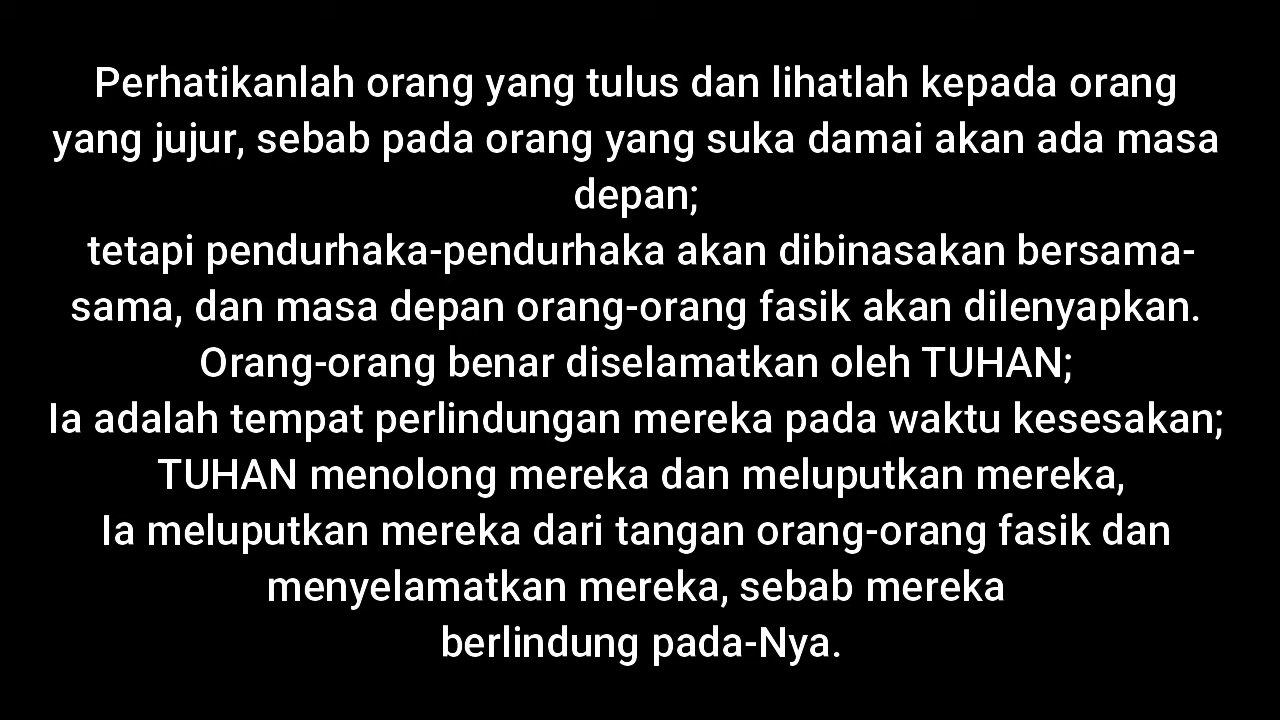 Perhatikanlah orang yang tulus dan lihatlah kepada orang
yang jujur, sebab pada orang yang suka damai akan ada masa
depan;
tetapi pendurhaka-pendurhaka akan dibinasakan bersama-
sama, dan masa depan orang-orang fasik akan dilenyapkan.
Orang-orang benar diselamatkan oleh TUHAN;
Ia adalah tempat perlindungan mereka pada waktu kesesakan;
TUHAN menolong mereka dan meluputkan mereka,
Ia meluputkan mereka dari tangan orang-orang fasik dan
menyelamatkan mereka, sebab mereka
berlindung pada-Nya.